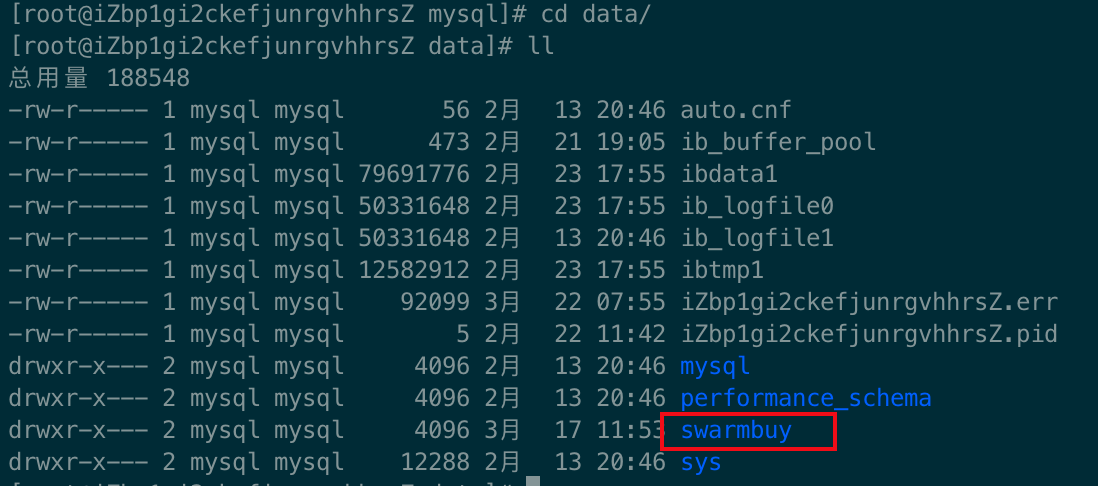 [root@iZbp1gi2ckefjunrgvhhrsZ mysql]# cd data/
[root@iZbp1gi2ckefjunrgvhhrsZ data]# ll
总用量 188548
-rw-r----- 1 mysql mysql       56 2月  13 20:46 auto.cnf
-rw-r----- 1 mysql mysql      473 2月  21 19:05 ib_buffer_pool
-rw-r----- 1 mysql mysql 79691776 2月  23 17:55 ibdata1
-rw-r----- 1 mysql mysql 50331648 2月  23 17:55 ib_logfile0
-rw-r----- 1 mysql mysql 50331648 2月  13 20:46 ib_logfile1
-rw-r----- 1 mysql mysql 12582912 2月  23 17:55 ibtmp1
-rw-r----- 1 mysql mysql    92099 3月  22 07:55 iZbp1gi2ckefjunrgvhhrsZ.err
-rw-r----- 1 mysql mysql        5 2月  22 11:42 iZbp1gi2ckefjunrgvhhrsZ.pid
drwxr-x--- 2 mysql mysql     4096 2月  13 20:46 mysql
drwxr-x--- 2 mysql mysql     4096 2月  13 20:46 performance_schema
drwxr-x--- 2 mysql mysql     4096 3月  17 11:53 swarmbuy
drwxr-x--- 2 mysql mysql    12288 2月  13 20:46 sys